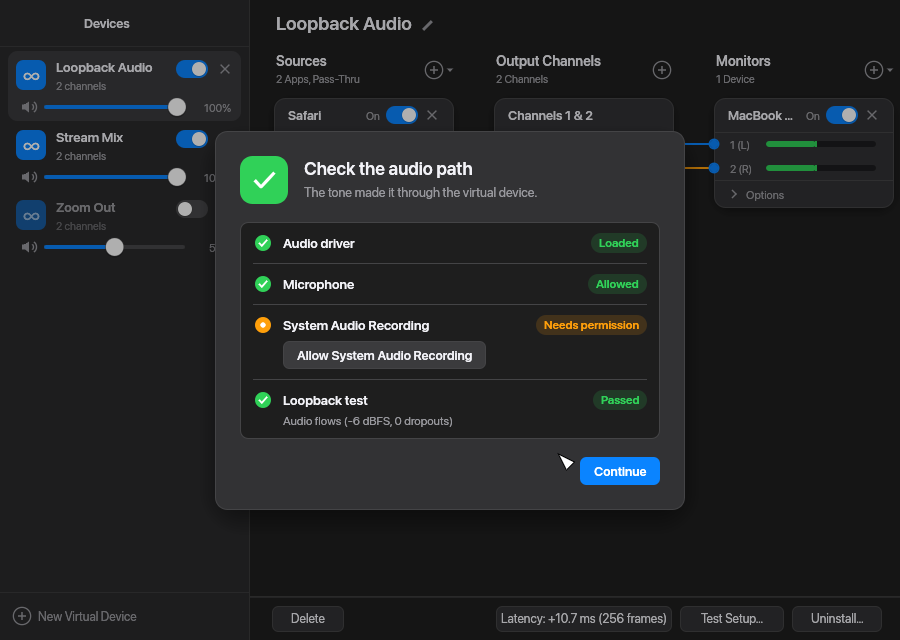 Devices
Loopback Audio
2 channels
100%
Stream Mix
2 channels
10
Zoom Out
2 channels
5
New Virtual Device
Loopback Audio
Sources
2 Apps, Pass-Thru
Output Channels
2 Channels
Monitors
1 Device
Safari On
Channels 1 & 2
MacBook ... On
1 (L)
2 (R)
Options
Check the audio path
The tone made it through the virtual device.
Audio driver Loaded
Microphone Allowed
System Audio Recording Needs permission
Allow System Audio Recording
Loopback test Passed
Audio flows (-6 dBFS, 0 dropouts)
Continue
Delete
Latency: +10.7 ms (256 frames)
Test Setup...
Uninstall...